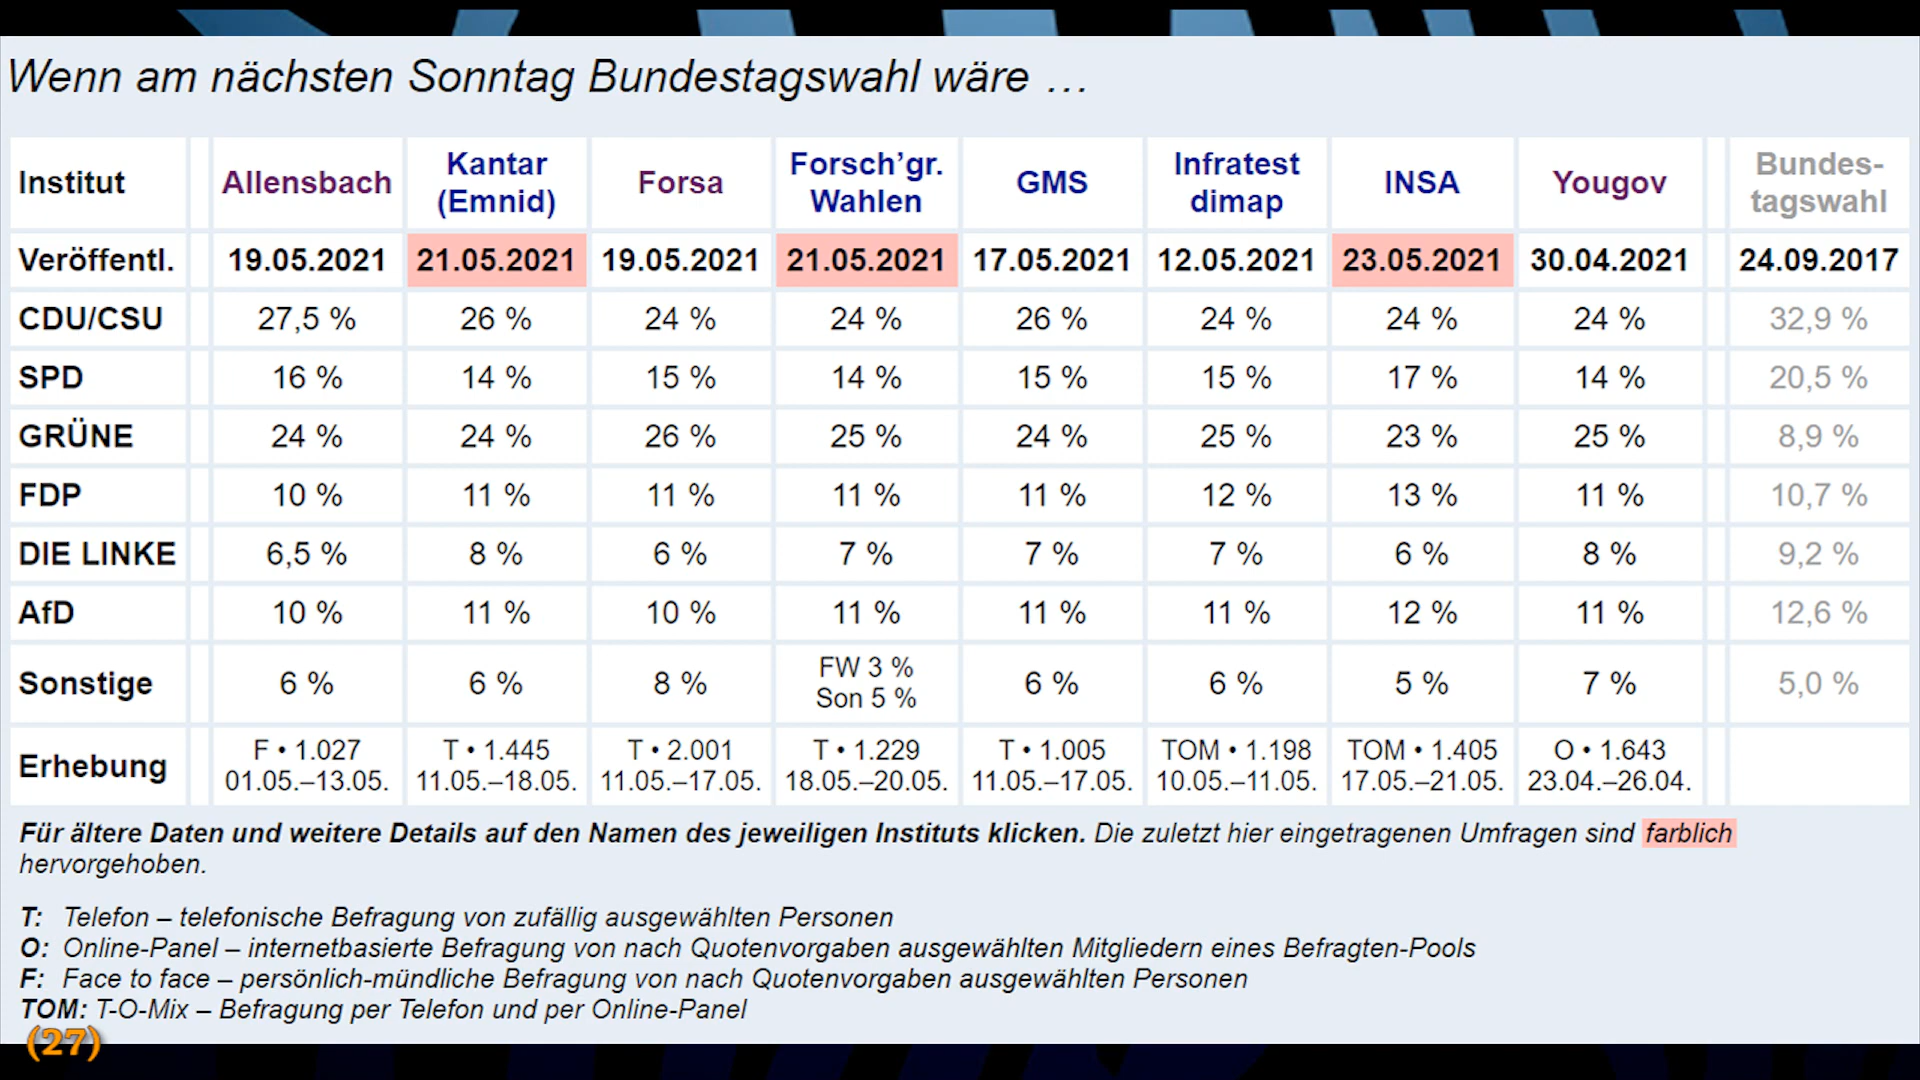 Wenn am nächsten Sonntag Bundestagswahl wäre …
Institut Allensbach Kantar (Emnid) Forsa Forsch’gr. Wahlen GMS Infratest dimap INSA Yougov Bundes-tagswahl
Veröffentl. 19.05.2021 21.05.2021 19.05.2021 21.05.2021 17.05.2021 12.05.2021 23.05.2021 30.04.2021 24.09.2017
CDU/CSU 27,5 % 26 % 24 % 24 % 26 % 24 % 24 % 24 % 32,9 %
SPD 16 % 14 % 15 % 14 % 15 % 15 % 17 % 14 % 20,5 %
GRÜNE 24 % 24 % 26 % 25 % 24 % 25 % 23 % 25 % 8,9 %
FDP 10 % 11 % 11 % 11 % 11 % 12 % 13 % 11 % 10,7 %
DIE LINKE 6,5 % 8 % 6 % 7 % 7 % 7 % 6 % 8 % 9,2 %
AfD 10 % 11 % 10 % 11 % 11 % 11 % 12 % 11 % 12,6 %
Sonstige 6 % 6 % 8 % FW 3 % Son 5 % 6 % 6 % 5 % 7 % 5,0 %
Erhebung F • 1.027 01.05.–13.05. T • 1.445 11.05.–18.05. T • 2.001 11.05.–17.05. T • 1.229 18.05.–20.05. T • 1.005 11.05.–17.05. TOM • 1.198 10.05.–11.05. TOM • 1.405 17.05.–21.05. O • 1.643 23.04.–26.04.
Für ältere Daten und weitere Details auf den Namen des jeweiligen Instituts klicken. Die zuletzt hier eingetragenen Umfragen sind farblich
hervorgehoben.
T: Telefon – telefonische Befragung von zufällig ausgewählten Personen
O: Online-Panel – internetbasierte Befragung von nach Quotenvorgaben ausgewählten Mitgliedern eines Befragten-Pools
F: Face to face – persönlich-mündliche Befragung von nach Quotenvorgaben ausgewählten Personen
TOM: T-O-Mix – Befragung per Telefon und per Online-Panel
(27)